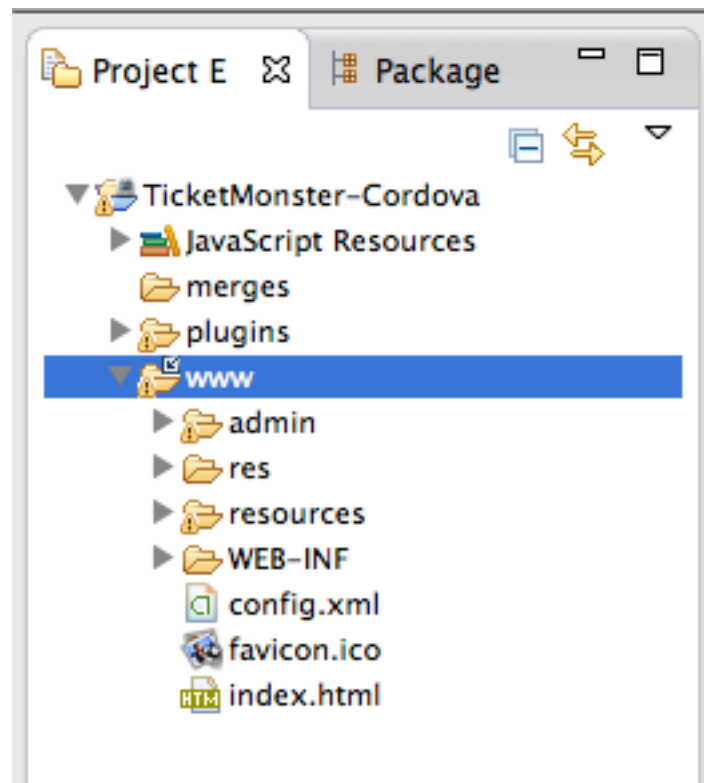 Project E Package
TicketMonster-Cordova
JavaScript Resources
merges
plugins
www
admin
res
resources
WEB-INF
config.xml
favicon.ico
HTM index.html